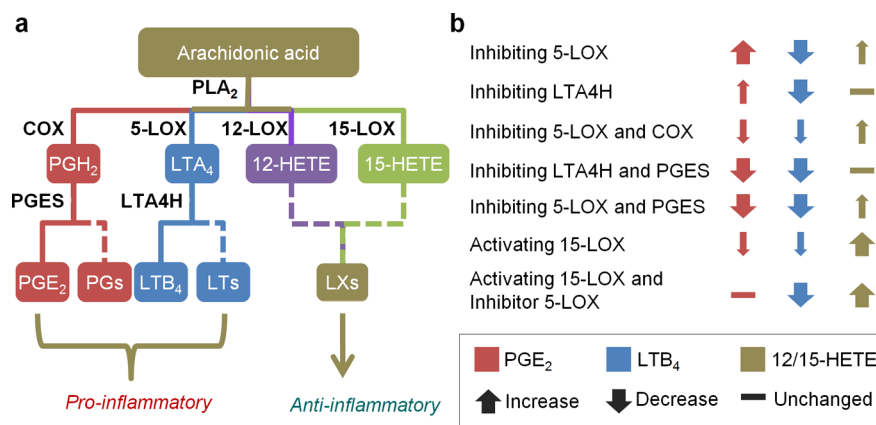 a
Arachidonic acid
PLA2
COX 5-LOX 12-LOX 15-LOX
PGH2 LTA4 12-HETE 15-HETE
PGES LTA4H
PGE2 PGs LTB4 LTs LXs
Pro-inflammatory Anti-inflammatory
b
Inhibiting 5-LOX
Inhibiting LTA4H
Inhibiting 5-LOX and COX
Inhibiting LTA4H and PGES
Inhibiting 5-LOX and PGES
Activating 15-LOX
Activating 15-LOX and
Inhibitor 5-LOX
PGE2 LTB4 12/15-HETE
Increase Decrease Unchanged